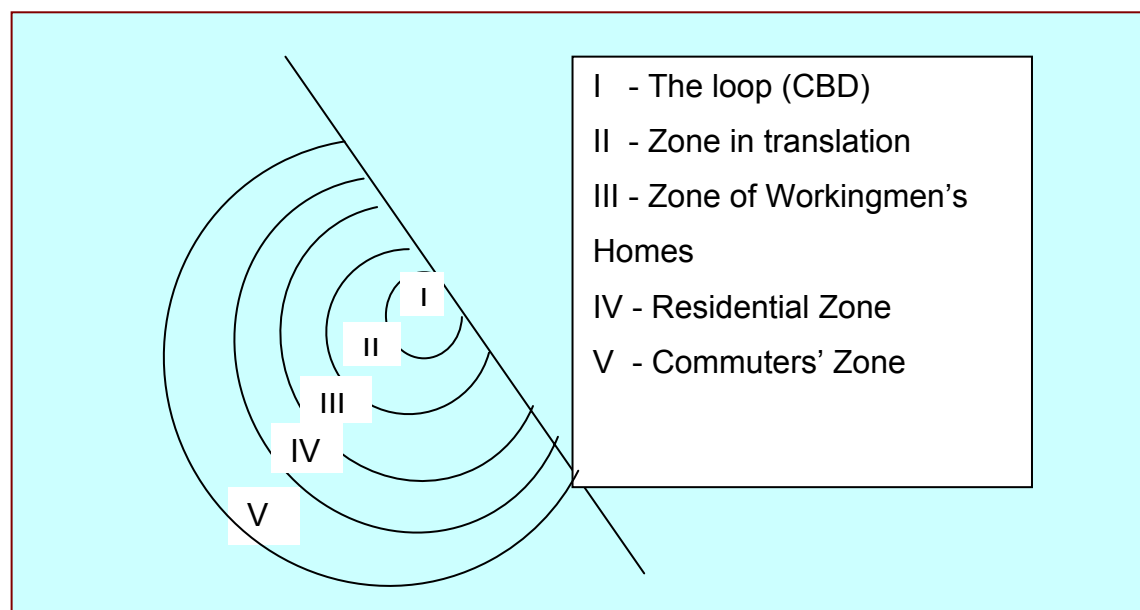 I - The loop (CBD)
II - Zone in translation
III - Zone of Workingmen’s
Homes
IV - Residential Zone
V - Commuters’ Zone
I
II
III
IV
V